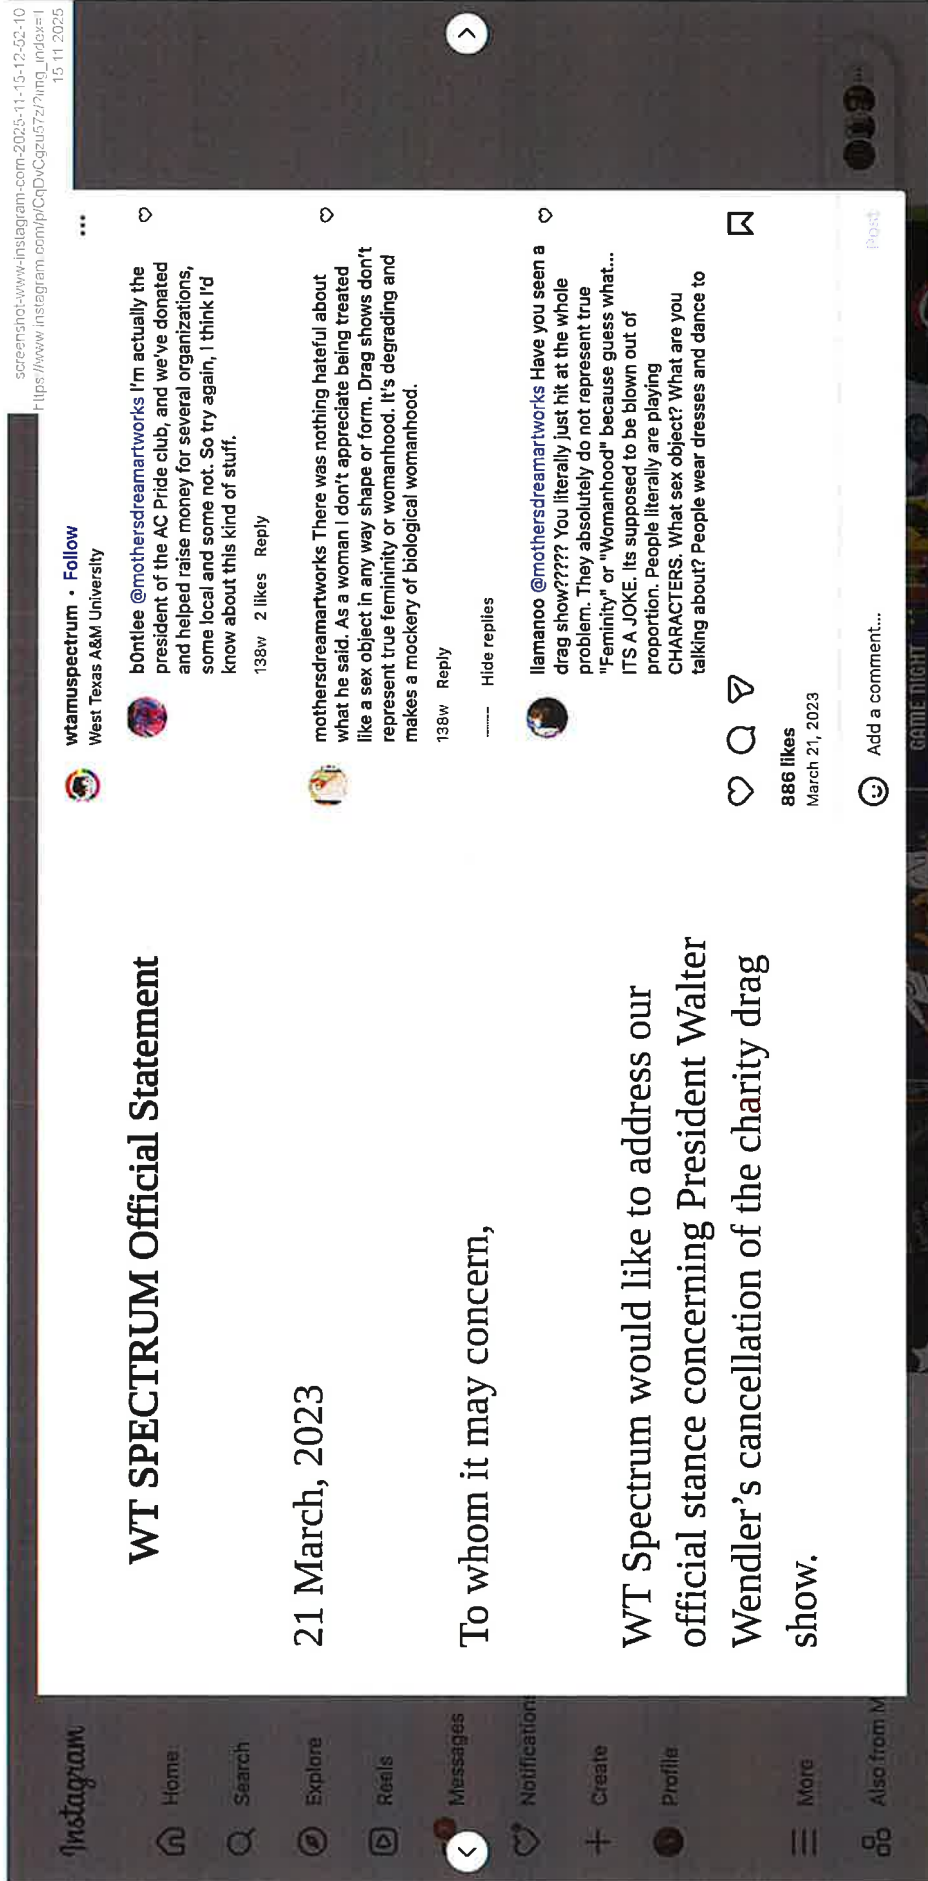 screenshot-www-instagram-com-2025-11-15-12-52-10
https://www.instagram.com/p/CqDvCgzu57z/?img_index=1
15 11 2025
Instagram
Home
Search
Explore
Reels
Messages
Notifications
Create
Profile
More
Also from M
WT SPECTRUM Official Statement
21 March, 2023
To whom it may concern,
WT Spectrum would like to address our
official stance concerning President Walter
Wendler's cancellation of the charity drag
show.
wtamuspectrum • Follow
West Texas A&M University
b0ntlee @mothersdreamartworks I'm actually the
president of the AC Pride club, and we've donated
and helped raise money for several organizations,
some local and some not. So try again, I think I'd
know about this kind of stuff.
138w 2 likes Reply
mothersdreamartworks There was nothing hateful about
what he said. As a woman I don't appreciate being treated
like a sex object in any way shape or form. Drag shows don't
represent true femininity or womanhood. It's degrading and
makes a mockery of biological womanhood.
138w Reply
Hide replies
llamanoo @mothersdreamartworks Have you seen a
drag show????? You literally just hit at the whole
problem. They absolutely do not represent true
"Feminity" or "Womanhood" because guess what...
ITS A JOKE. Its supposed to be blown out of
proportion. People literally are playing
CHARACTERS. What sex object? What are you
talking about? People wear dresses and dance to
886 likes
March 21, 2023
Add a comment...
Post
GAME NIGHT